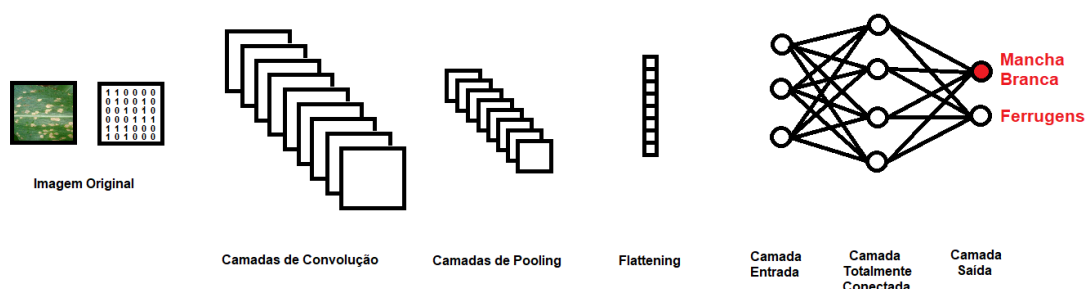 1 1 0 0 0 0
0 1 0 0 1 0
0 0 1 0 1 0
0 0 0 1 1 1
1 1 1 0 0 0
1 0 1 0 0 0
Imagem Original
Camadas de Convolução
Camadas de Pooling
Flattening
Camada
Entrada
Camada
Totalmente
Conectada
Camada
Saída
Mancha
Branca
Ferrugens